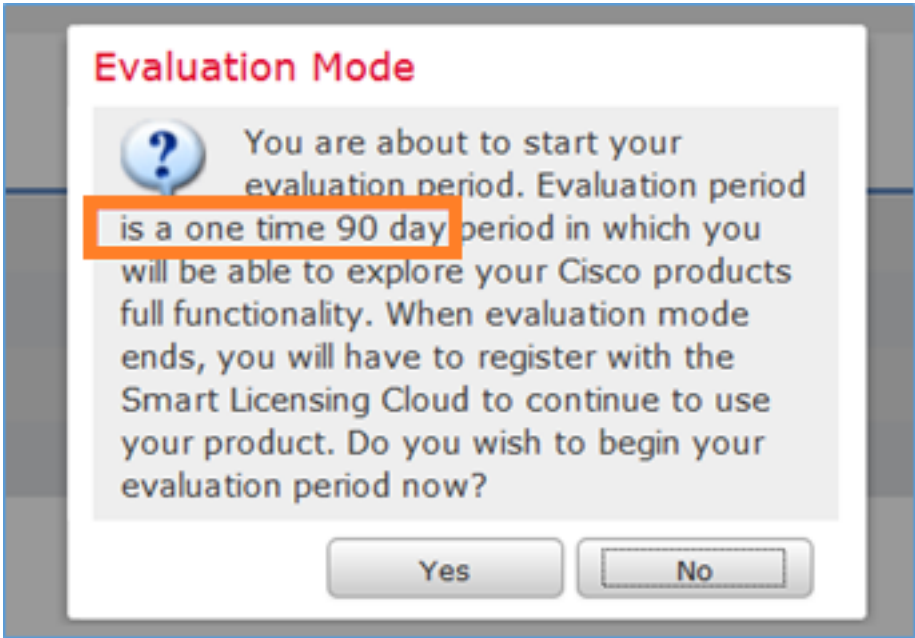 Evaluation Mode
You are about to start your
evaluation period. Evaluation period
is a one time 90 day period in which you
will be able to explore your Cisco products
full functionality. When evaluation mode
ends, you will have to register with the
Smart Licensing Cloud to continue to use
your product. Do you wish to begin your
evaluation period now?
Yes
No